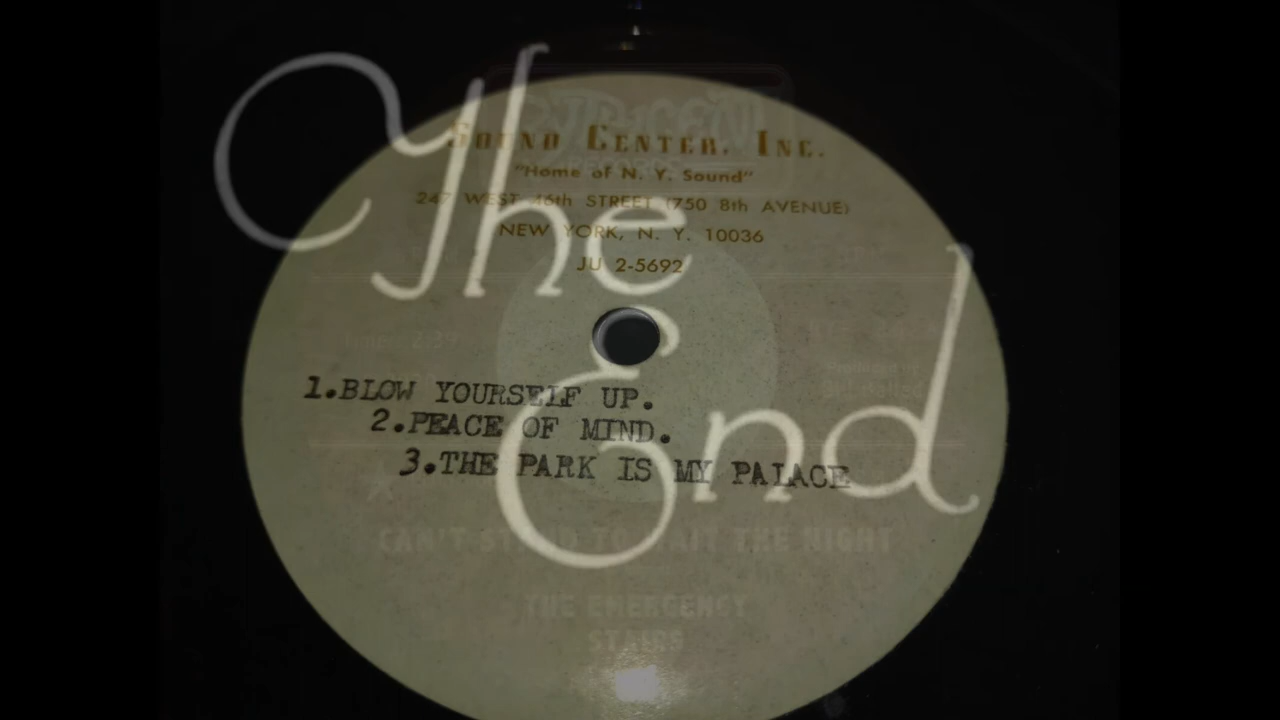 The
End
SOUND CENTER, INC.
"Home of N. Y. Sound"
247 WEST 46th STREET (750 8th AVENUE)
NEW YORK, N. Y. 10036
JU 2-5692
1.BLOW YOURSELF UP.
2.PEACE OF MIND.
3.THE PARK IS MY PALACE
CAN'T STAND TO WAIT THE NIGHT
THE EMERGENCY
STAIRS